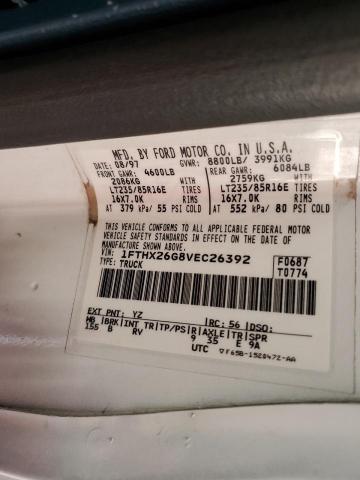 MFD. BY FORD MOTOR CO. IN U.S.A.
DATE: 08/97 GVWR: 8800LB/ 3991KG
FRONT GAWR: 4600LB REAR GAWR: 6084LB
2086KG WITH 2759KG WITH
LT235/85R16E TIRES LT235/85R16E TIRES
16X7.0K RIMS 16X7.0K RIMS
AT 379 kPa/ 55 PSI COLD AT 552 kPa/ 80 PSI COLD
THIS VEHICLE CONFORMS TO ALL APPLICABLE FEDERAL MOTOR
VEHICLE SAFETY STANDARDS IN EFFECT ON THE DATE OF
MANUFACTURE SHOWN ABOVE.
VIN: 1FTHX26G8VEC26392 F0687
TYPE: TRUCK T0774
EXT PNT: YZ RC: 56 DSO:
WB BRK INT TR TP/PS R AXLE TR SPR
155 B RV 9 35 E 9A
UTC F65B-1520472-AA